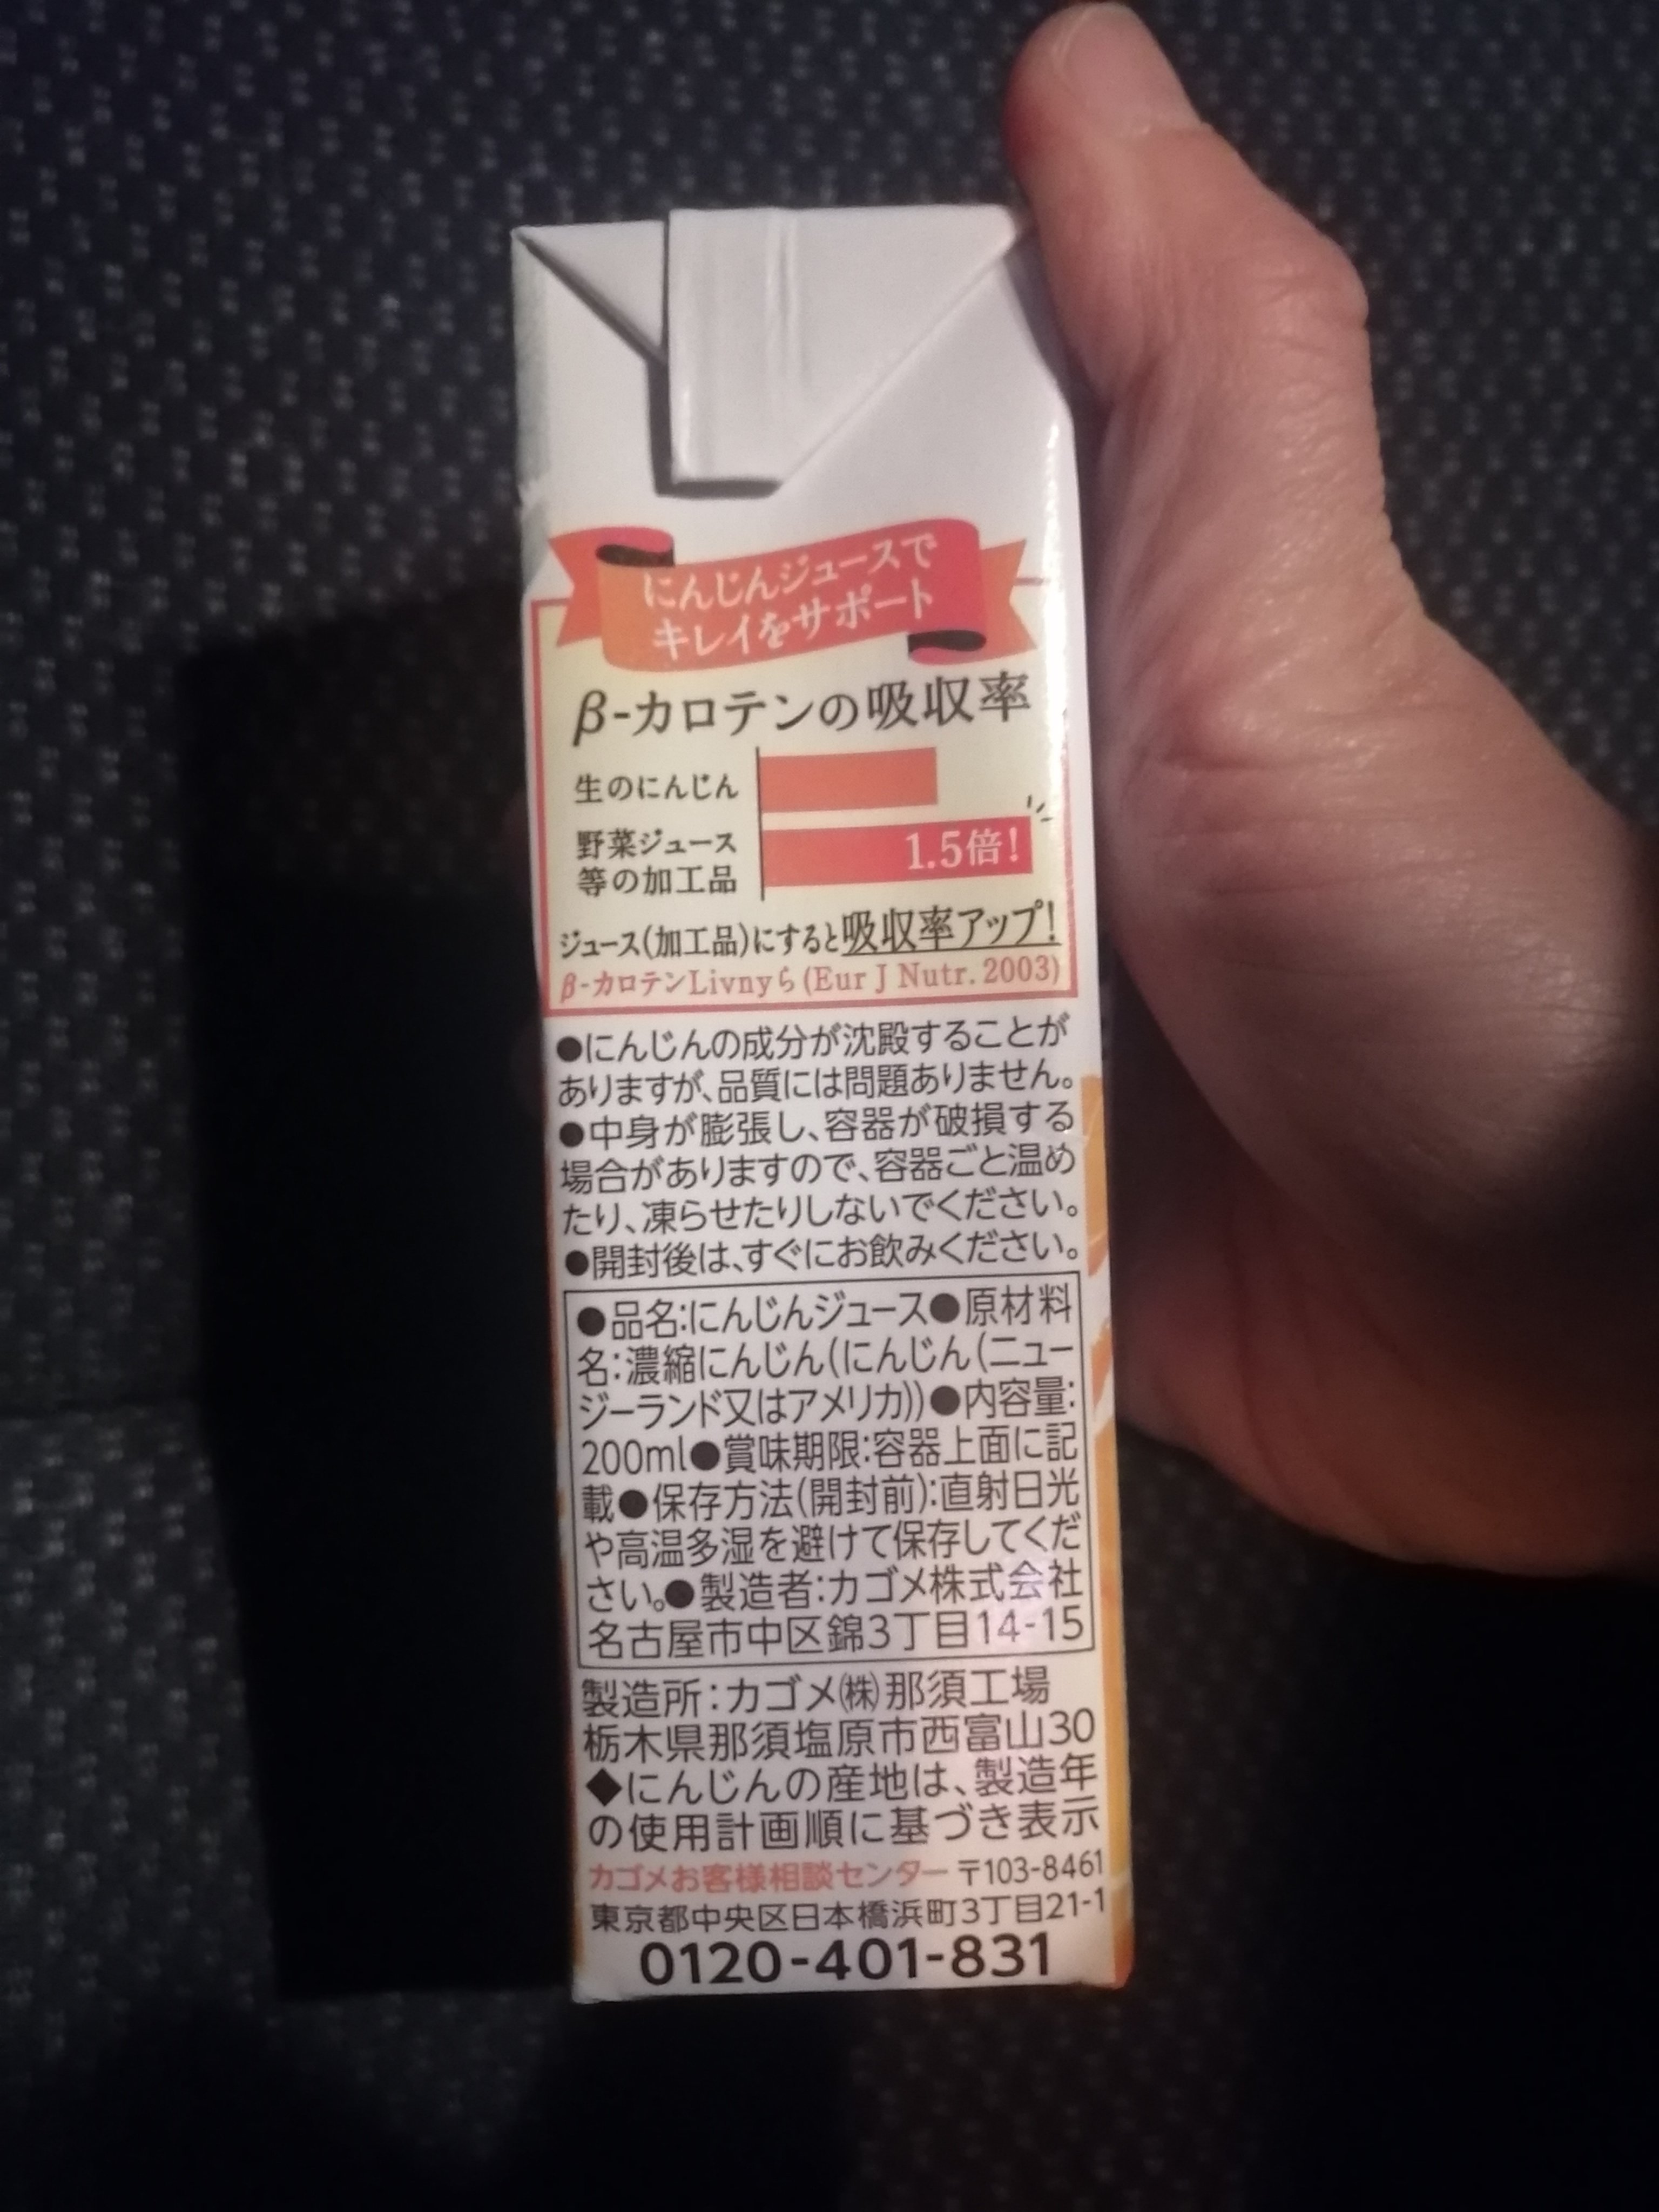 にんじんジュースで
キレイをサポート
β-カロテンの吸収率
生のにんじん
野菜ジュース
等の加工品
1.5倍!
ジュース(加工品)にすると吸収率アップ!
β-カロテンLivnyら(Eur J Nutr. 2003)
●にんじんの成分が沈殿することが
ありますが、品質には問題ありません。
●中身が膨張し、容器が破損する
場合がありますので、容器ごと温め
たり、凍らせたりしないでください。
●開封後は、すぐにお飲みください。
●品名:にんじんジュース●原材料
名:濃縮にんじん(にんじん(ニュー
ジーランド又はアメリカ))●内容量:
200ml●賞味期限:容器上面に記
載●保存方法(開封前):直射日光
や高温多湿を避けて保存してくだ
さい。●製造者:カゴメ株式会社
名古屋市中区錦3丁目14-15
製造所:カゴメ㈱那須工場
栃木県那須塩原市西富山30
◆にんじんの産地は、製造年
の使用計画順に基づき表示
カゴメお客様相談センター 〒103-8461
東京都中央区日本橋浜町3丁目21-1
0120-401-831